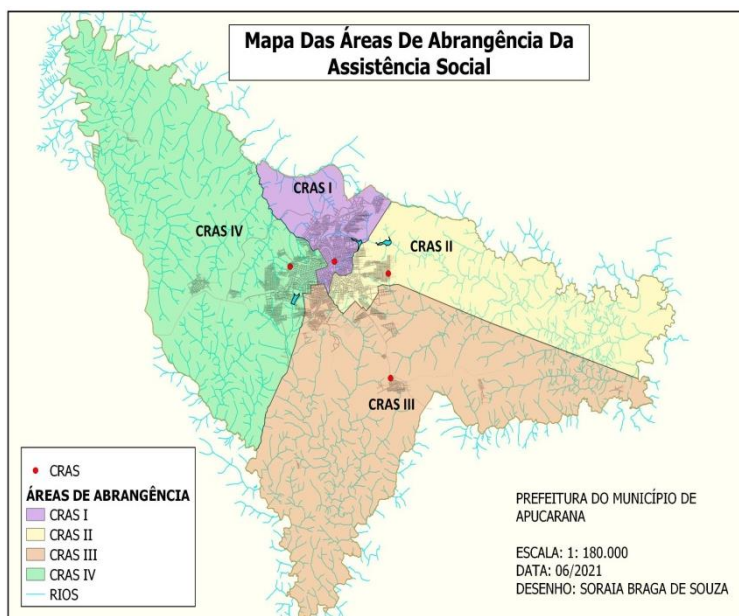 Mapa Das Áreas De Abrangência Da
Assistência Social
CRAS I
CRAS IV
CRAS II
CRAS III
CRAS
ÁREAS DE ABRANGÊNCIA
CRAS I
CRAS II
CRAS III
CRAS IV
RIOS
PREFEITURA DO MUNICÍPIO DE
APUCARANA
ESCALA: 1: 180.000
DATA: 06/2021
DESENHO: SORAIA BRAGA DE SOUZA